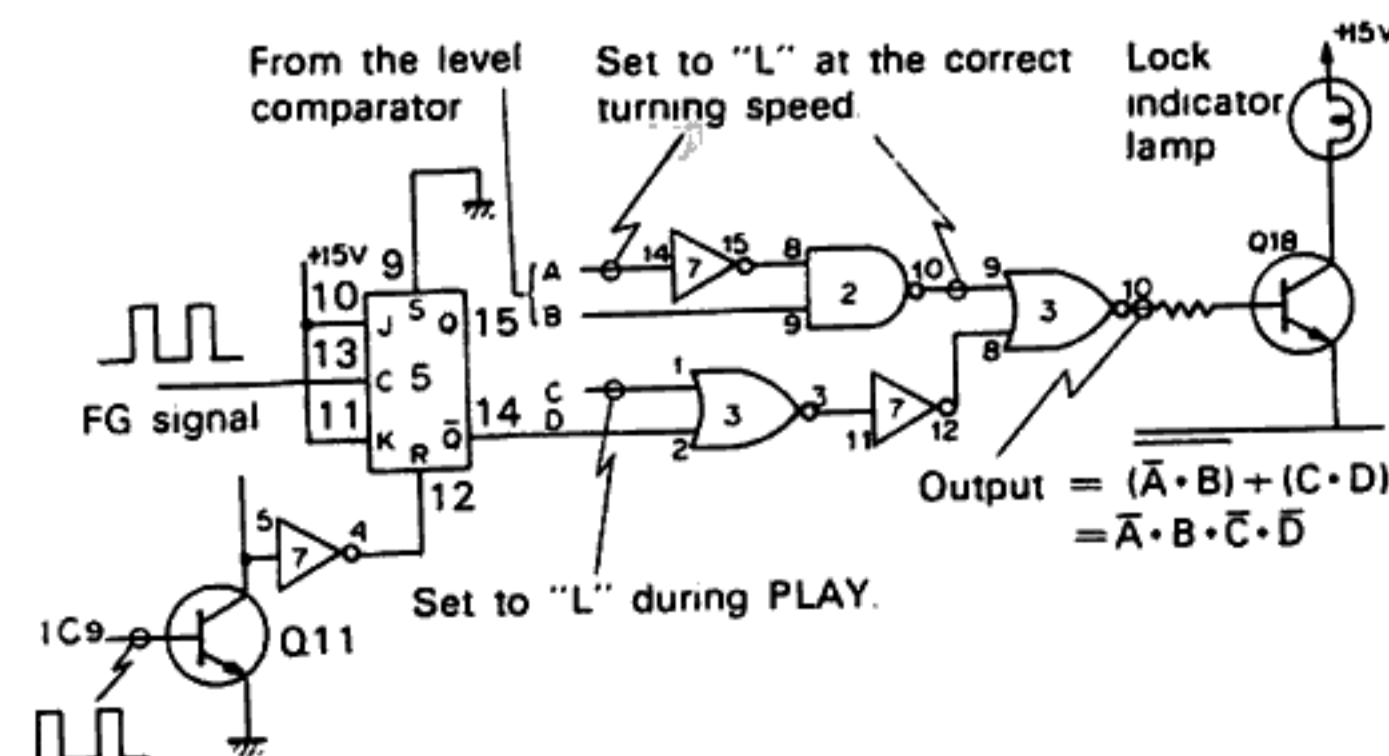 From the level
comparator
Set to "L" at the correct
turning speed.
Lock
indicator
lamp
+15V
+15V
9
10
J
S
Q
15
13
C
5
FG signal
11
K
R
Q̅
14
12
A
B
C
D
14
7
15
8
9
2
10
9
8
3
10
Q18
1
2
3
3
11
7
12
5
7
4
Output = (A̅・B)+(C・D)
=A̅・B・C̅・D̅
Set to "L" during PLAY.
IC9
Q11